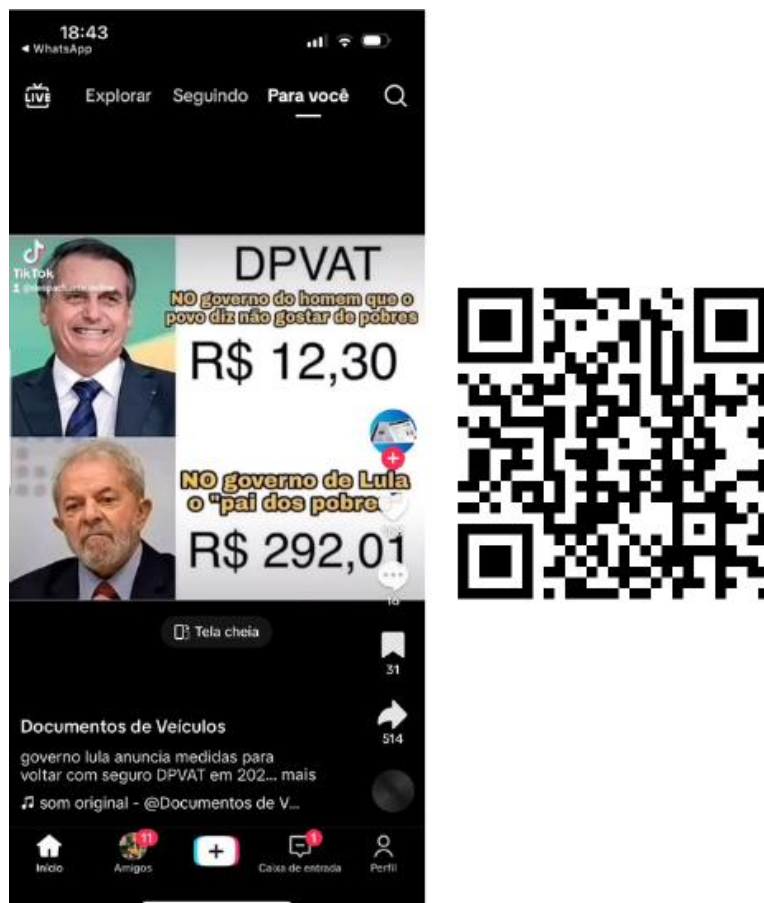 18:43
WhatsApp
LIVE Explorar Seguindo Para você
TikTok
DPVAT
NO governo do homem que o
povo diz não gostar de pobres
R$ 12,30
NO governo de Lula
o "pai dos pobre
R$ 292,01
16
Tela cheia
31
514
Documentos de Veículos
governo lula anuncia medidas para
voltar com seguro DPVAT em 202... mais
som original - @Documentos de V...
11
1
Início Amigos Caixa de entrada Perfil